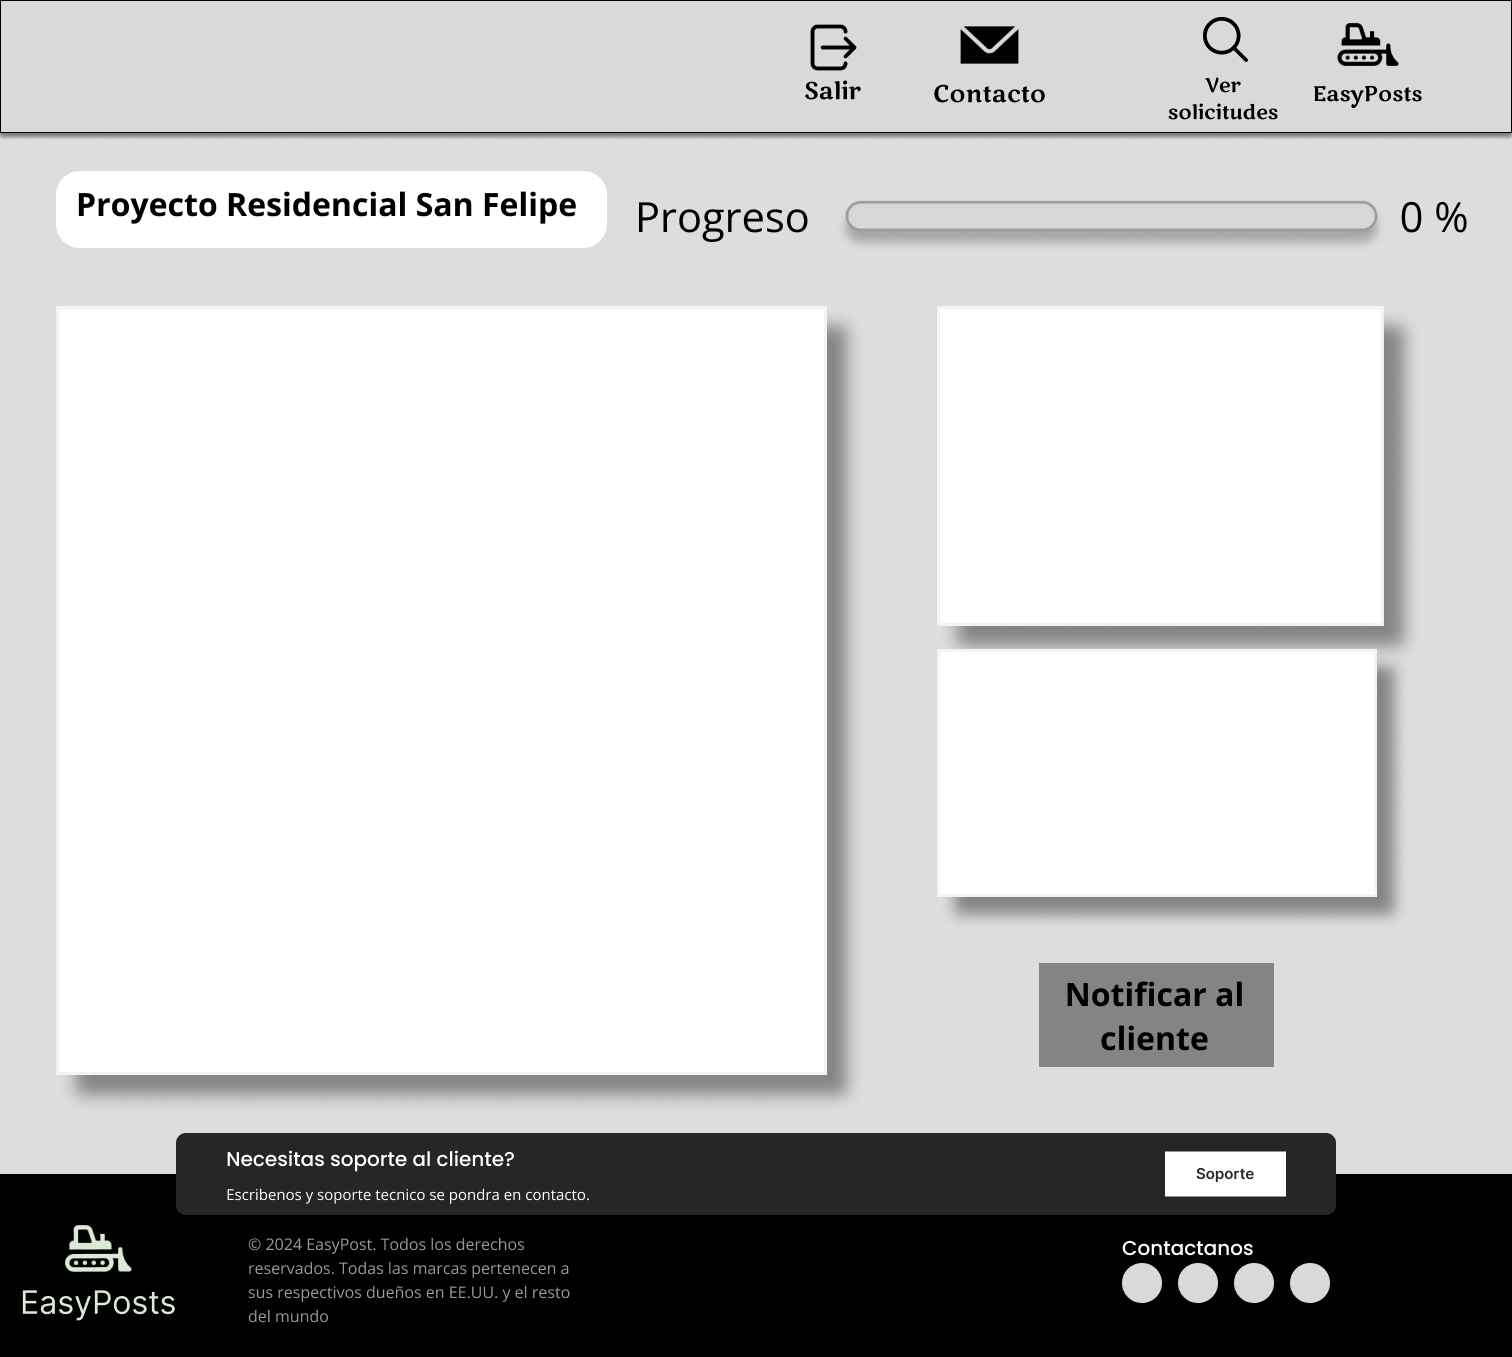 Salir
Contacto
Ver
solicitudes
EasyPosts
Proyecto Residencial San Felipe
Progreso
0 %
Notificar al
cliente
Necesitas soporte al cliente?
Escribenos y soporte tecnico se pondra en contacto.
Soporte
EasyPosts
© 2024 EasyPost. Todos los derechos
reservados. Todas las marcas pertenecen a
sus respectivos dueños en EE.UU. y el resto
del mundo
Contactanos